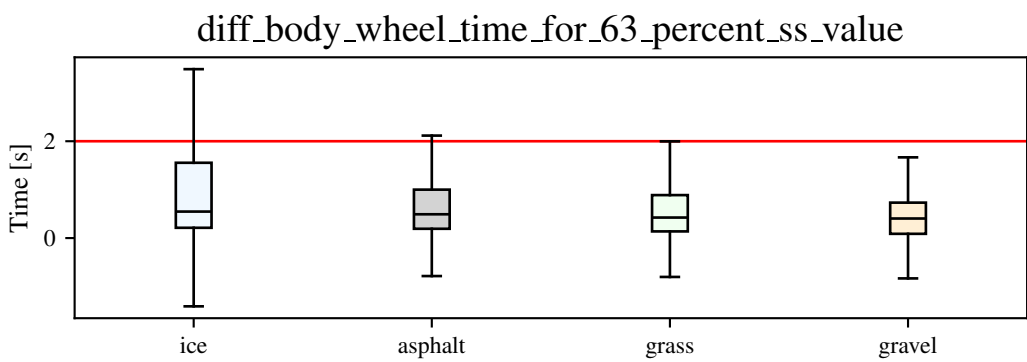 diff_body_wheel_time_for_63_percent_ss_value
Time [s]
2
0
ice
asphalt
grass
gravel